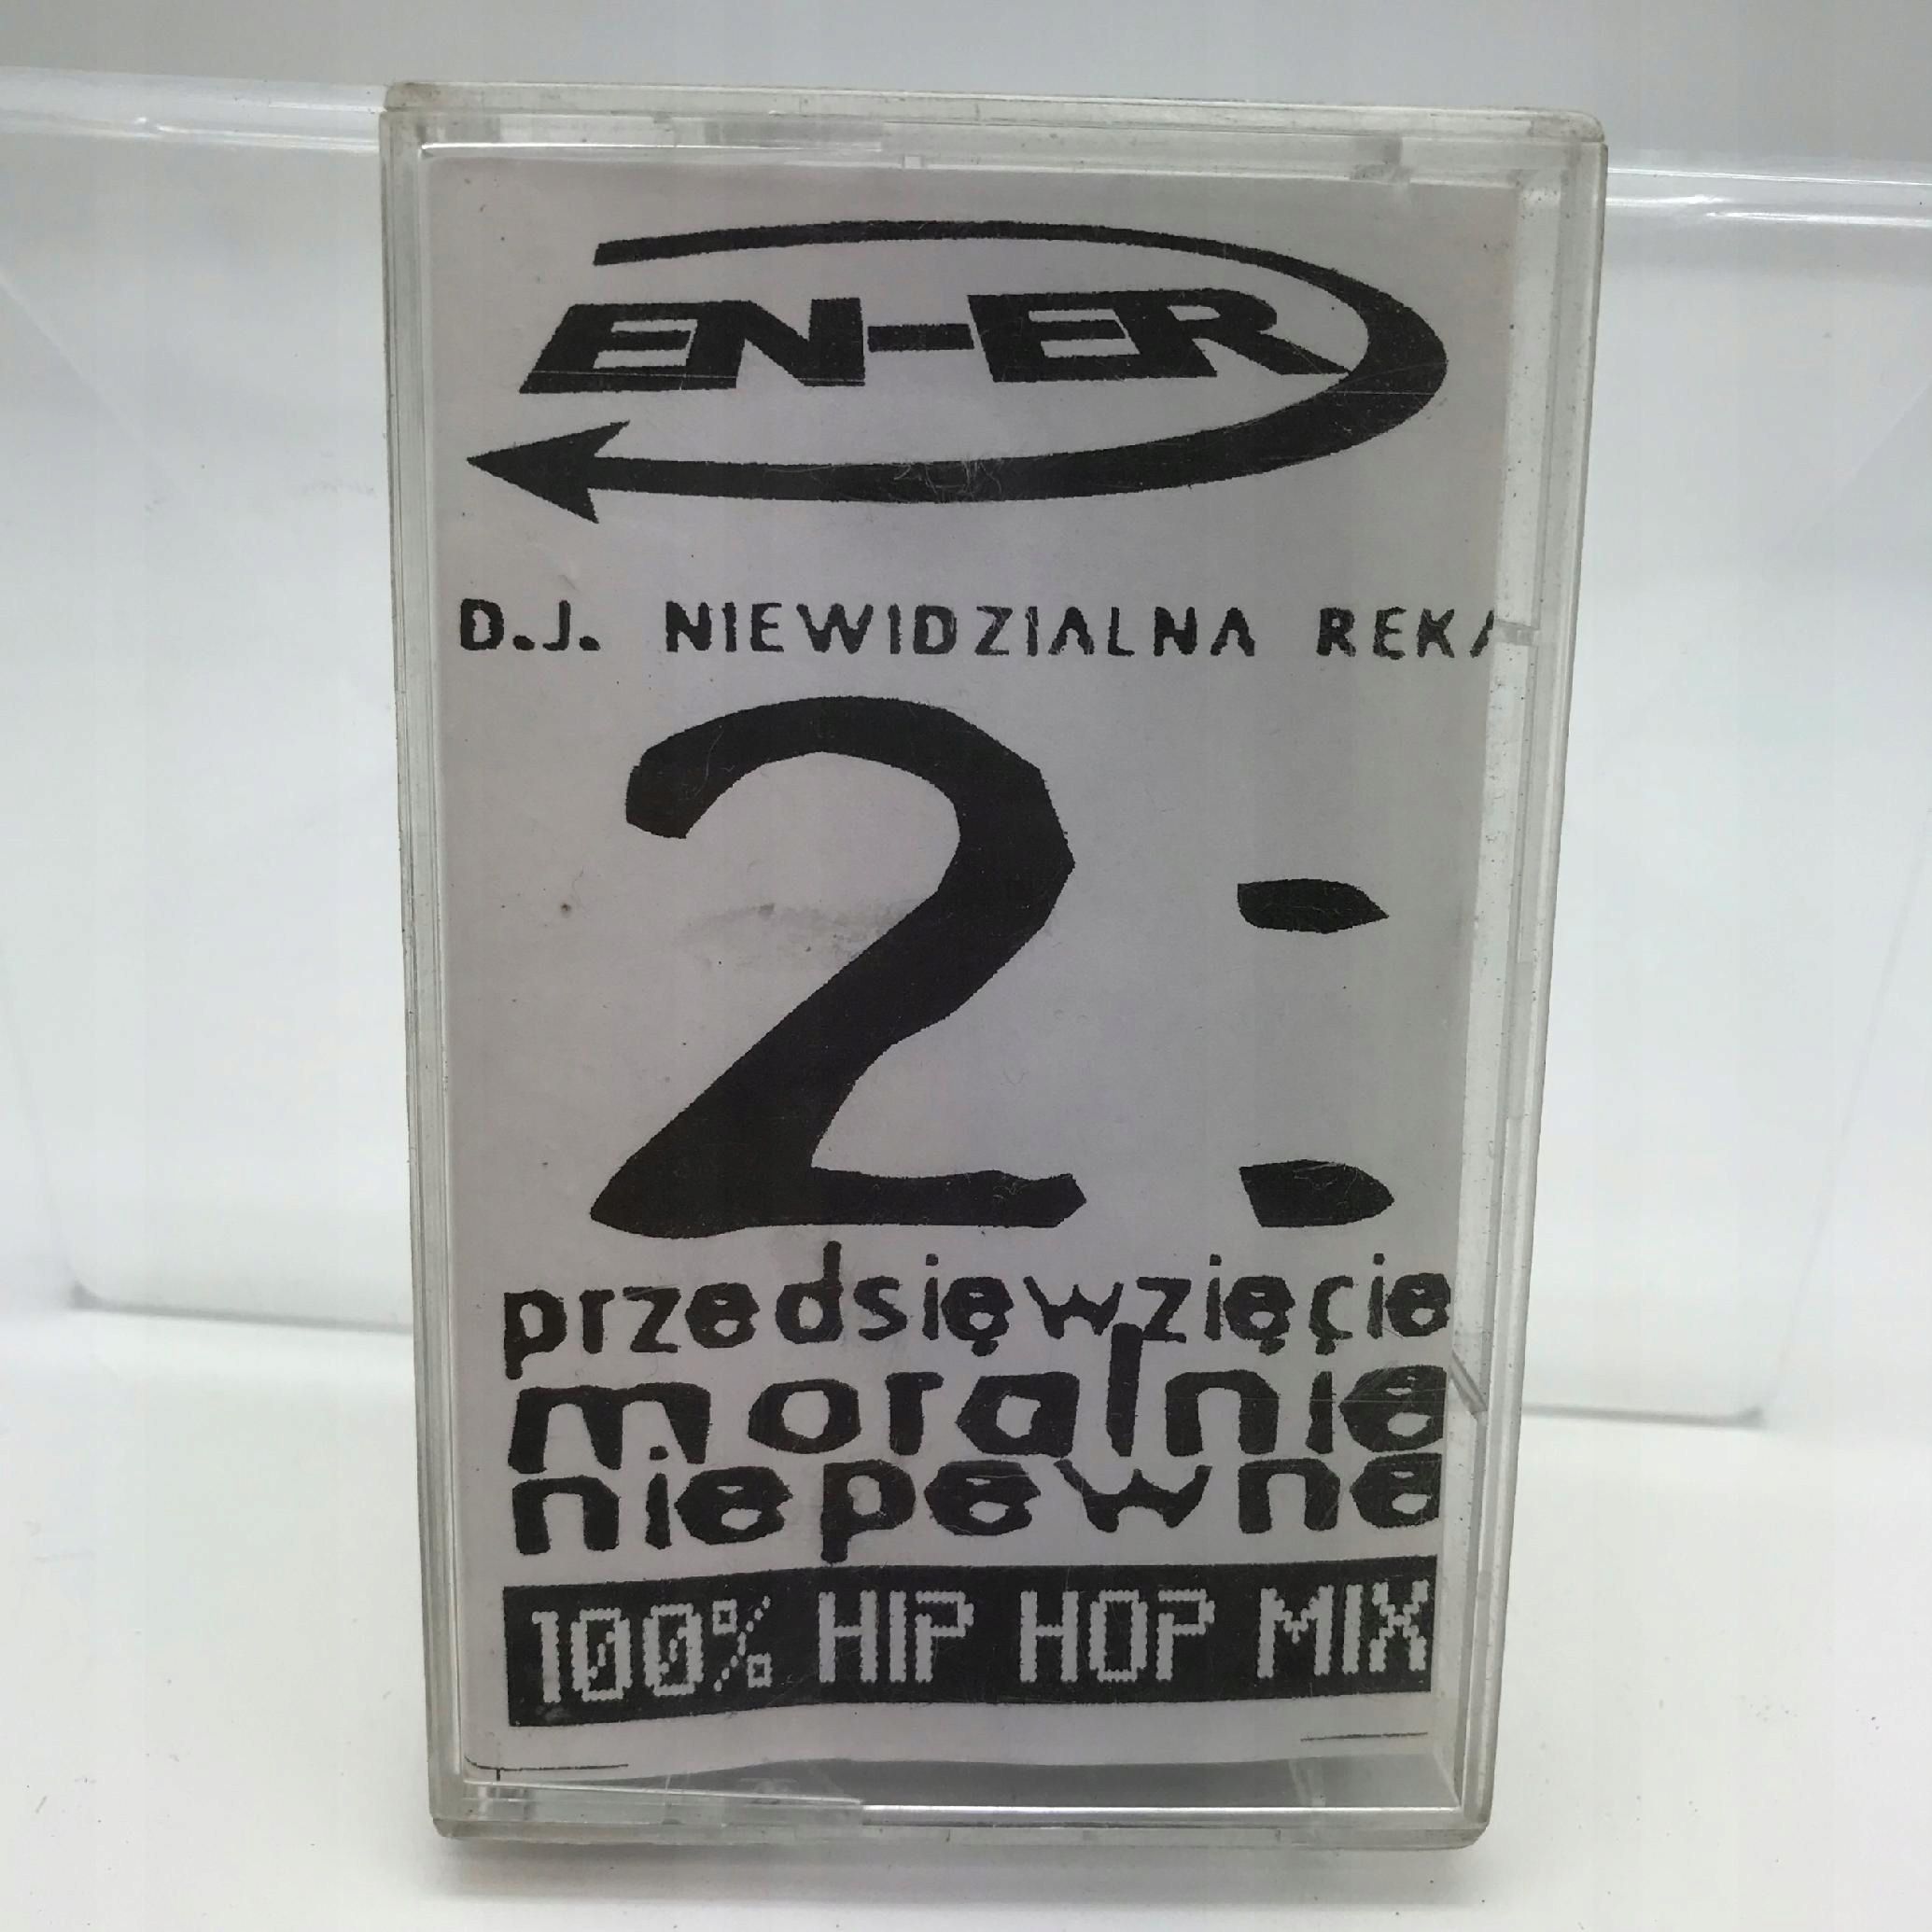 EN-ER
D.J. NIEWIDZIALNA REKA
2:
przedsięwzięcie
moralnie
niepewne
100% HIP HOP MIX